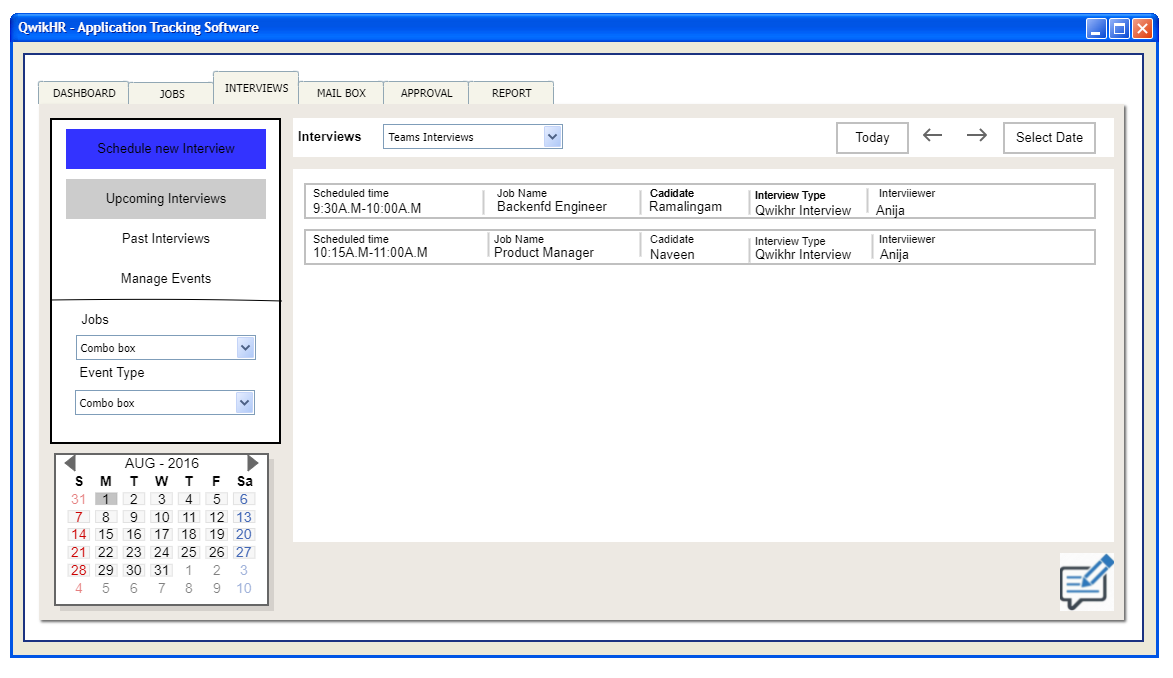 QwikHR - Application Tracking Software
DASHBOARD JOBS INTERVIEWS MAIL BOX APPROVAL REPORT
Schedule new Interview
Upcoming Interviews
Past Interviews
Manage Events
Jobs
Combo box
Event Type
Combo box
AUG - 2016
S M T W T F Sa
31 1 2 3 4 5 6
7 8 9 10 11 12 13
14 15 16 17 18 19 20
21 22 23 24 25 26 27
28 29 30 31 1 2 3
4 5 6 7 8 9 10
Interviews Teams Interviews Today Select Date
Scheduled time Job Name Cadidate Interview Type Interviiewer
9:30A.M-10:00A.M Backenfd Engineer Ramalingam Qwikhr Interview Anija
Scheduled time Job Name Cadidate Interview Type Interviiewer
10:15A.M-11:00A.M Product Manager Naveen Qwikhr Interview Anija